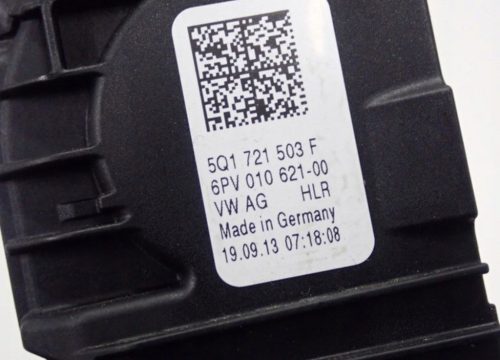 5Q1 721 503 F
6PV 010 621-00
VW AG HLR
Made in Germany
19.09.13 07:18:08